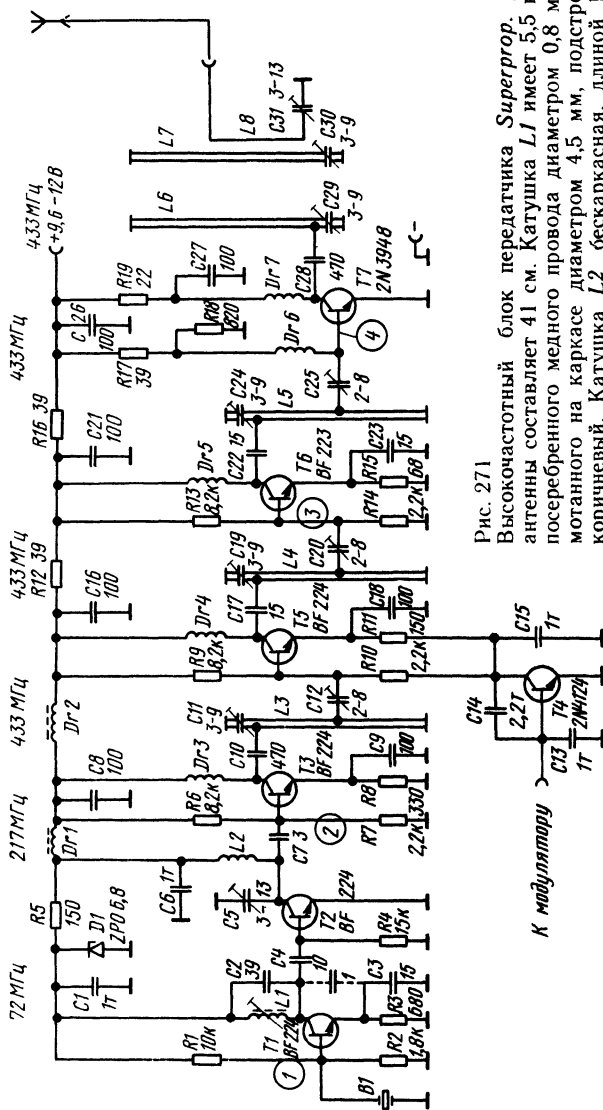 72 МГц
217 МГц
433 МГц
433 МГц
433 МГц
433 МГц
+9,6–12В
R5
150
Dr1
Dr2
R12 39
R16 39
C1
1т
D1
ZPD 6,8
C6 1т
C8
100
C16
100
C21
100
C26
100
R19
22
R17
39
C27
100
R18
820
Dr7
Dr6
R1
10к
L1
C2
39
C5
3–13
L2
R6
8,2к
Dr3
C10
470
C11
3–9
L3
R9
8,2к
Dr4
C17
15
C19
3–9
L4
R13
8,2к
Dr5
C22 15
C24
3–9
L5
C28
470
L6
L7
L8
C29
3–9
C30
3–9
C31 3–13
1
T1
BF 224
C4
10
1
T2
BF
224
C7 3
2
T3
BF 224
C12
2–8
T5
BF 224
C20
2–8
3
T6
BF 223
C25
2–8
4
T7
2N 3948
B1
R2
1,8к
R3
680
C3
15
R4
15к
R7
2,2к
R8
330
C9
100
R10
2,2к
R11
150
C18
100
R14
2,2к
R15
68
C23
15
C14
2,2т
C15
1т
C13
1т
T4
2N4124
К модулятору
Рис. 271
Высокочастотный блок передатчика Superprop.
антенны составляет 41 см. Катушка L1 имеет 5,5
посеребренного медного провода диаметром 0,8 м
мотанного на каркасе диаметром 4,5 мм, подстро
коричневый. Катушка L2 бескаркасная, длиной